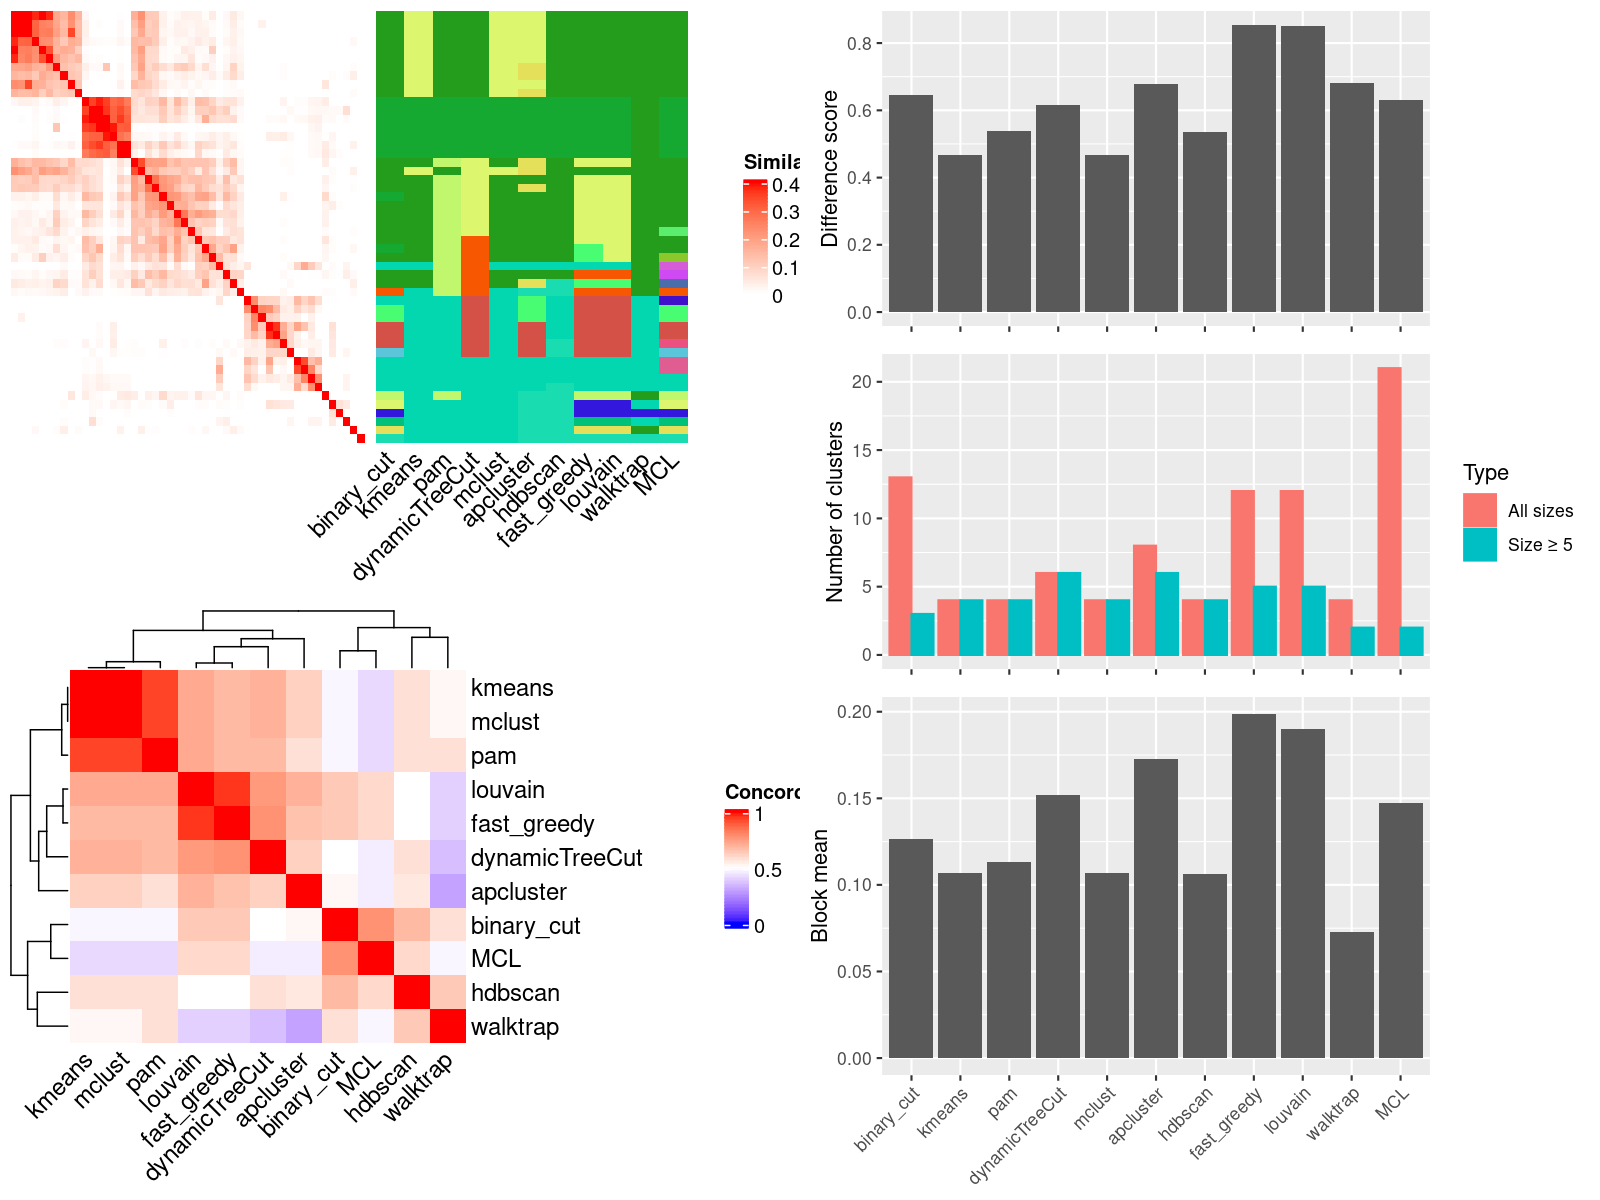 Simila
0.4
0.3
0.2
0.1
0
binary_cut
kmeans
pam
dynamicTreeCut
mclust
apcluster
hdbscan
fast_greedy
louvain
walktrap
MCL
kmeans
mclust
pam
louvain
fast_greedy
dynamicTreeCut
apcluster
binary_cut
MCL
hdbscan
walktrap
kmeans
mclust
pam
louvain
fast_greedy
dynamicTreeCut
apcluster
binary_cut
MCL
hdbscan
walktrap
Concord
1
0.5
0
Difference score
0.8
0.6
0.4
0.2
0.0
Number of clusters
20
15
10
5
0
Type
All sizes
Size ≥ 5
Block mean
0.20
0.15
0.10
0.05
0.00
binary_cut
kmeans
pam
dynamicTreeCut
mclust
apcluster
hdbscan
fast_greedy
louvain
walktrap
MCL